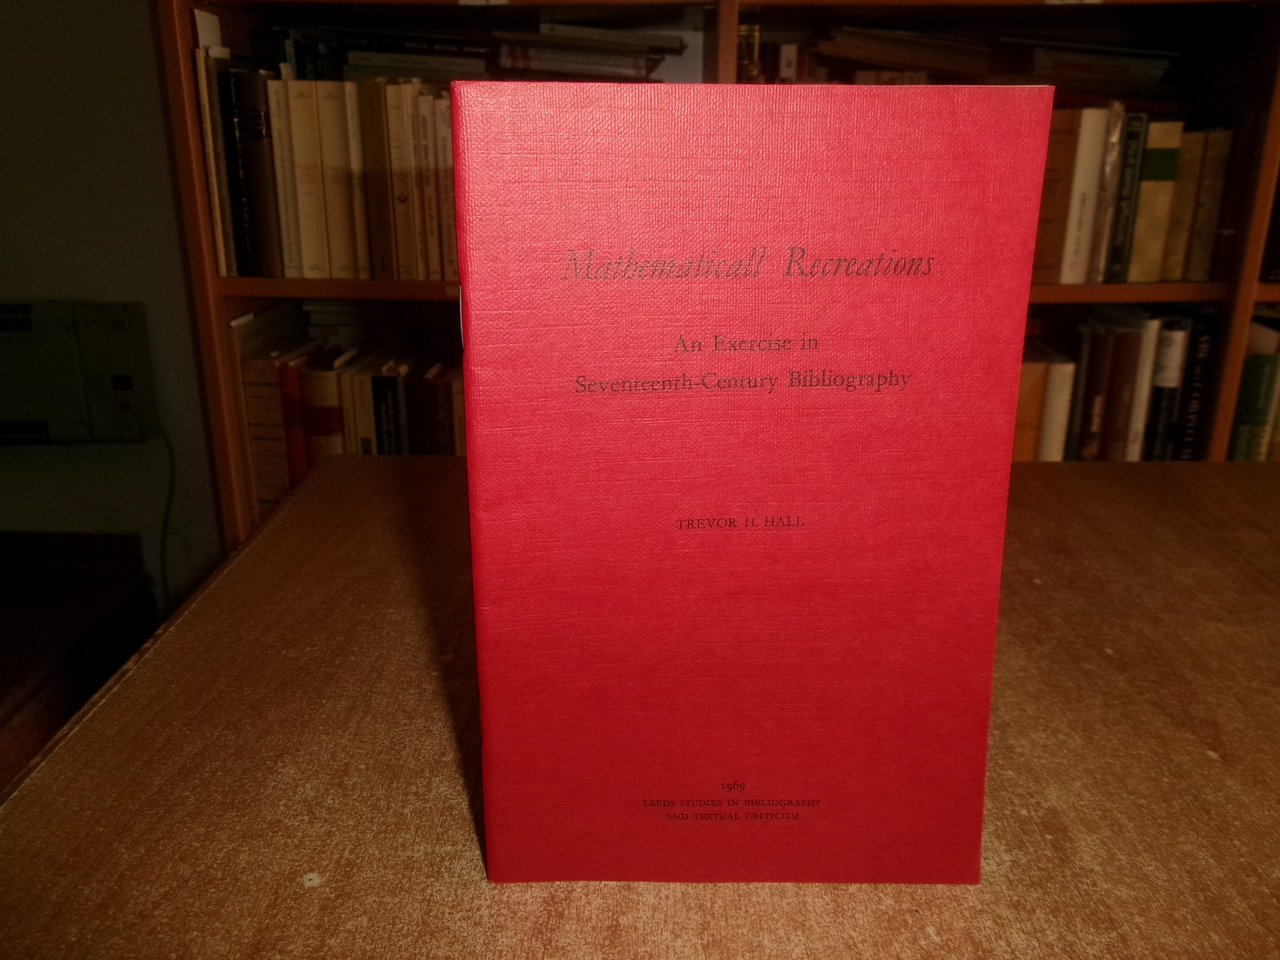 Mathematicall Recreations
An Exercise in
Seventeenth-Century Bibliography
TREVOR H. HALL
1969
LEEDS STUDIES IN BIBLIOGRAPHY
AND TEXTUAL CRITICISM